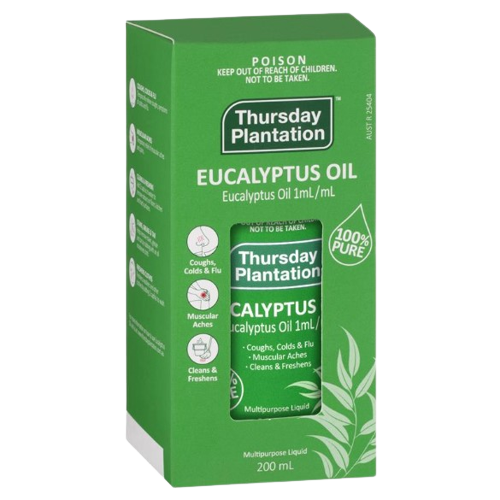 POISON
KEEP OUT OF REACH OF CHILDREN.
NOT TO BE TAKEN.
Thursday
Plantation
™
AUST R 25404
EUCALYPTUS OIL
Eucalyptus Oil 1mL/mL
100%
PURE
Coughs,
Colds & Flu
Muscular
Aches
Cleans &
Freshens
NOT TO BE TAKEN.
Thursday
Plantation
CALYPTUS
ucalyptus Oil 1mL/
· Coughs, Colds & Flu
· Muscular Aches
· Cleans & Freshens
Multipurpose Liquid
Multipurpose Liquid
200 mL